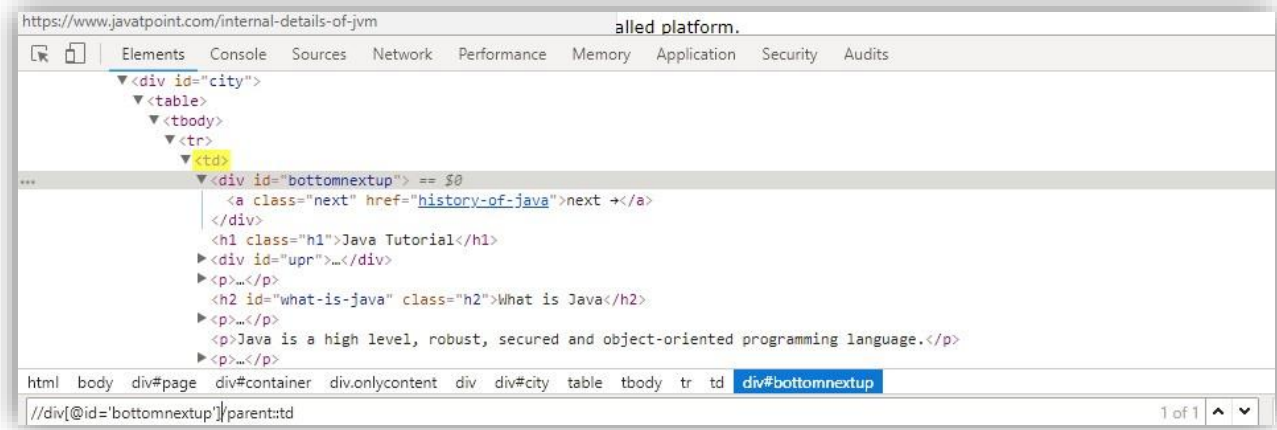 https://www.javatpoint.com/internal-details-of-jvm
alled platform.
Elements Console Sources Network Performance Memory Application Security Audits
▼<div id="city">
▼<table>
▼<tbody>
▼<tr>
▼<td>
... ▼<div id="bottomnextup"> == $0
<a class="next" href="history-of-java">next →</a>
</div>
<h1 class="h1">Java Tutorial</h1>
▶<div id="upr">…</div>
▶<p>…</p>
<h2 id="what-is-java" class="h2">What is Java</h2>
▶<p>…</p>
<p>Java is a high level, robust, secured and object-oriented programming language.</p>
▶<p>…</p>
html body div#page div#container div.onlycontent div div#city table tbody tr td div#bottomnextup
//div[@id='bottomnextup']/parent::td 1 of 1